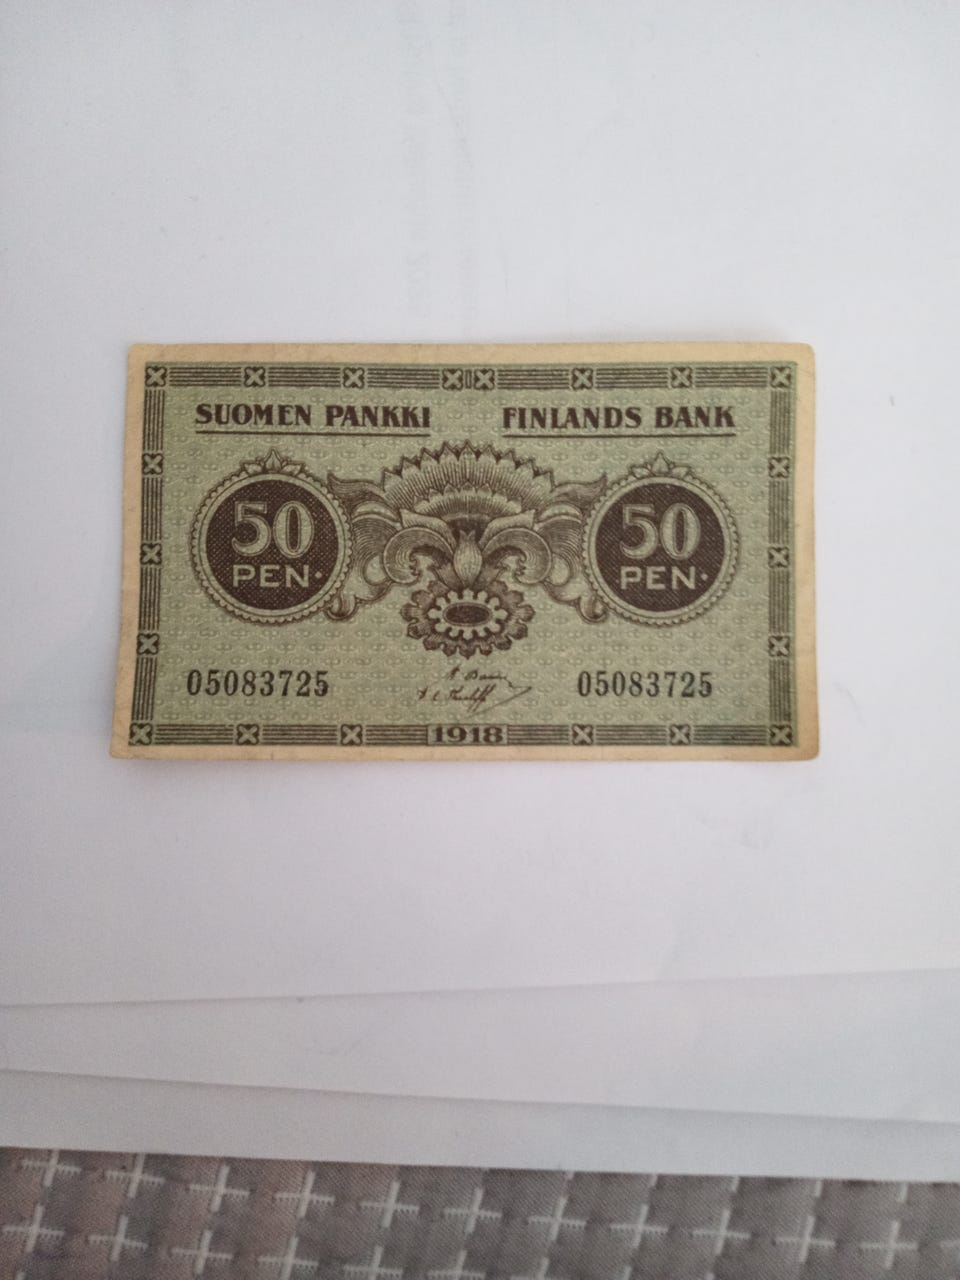 SUOMEN PANKKI FINLANDS BANK
50 50
PEN. PEN.
05083725 05083725
1918